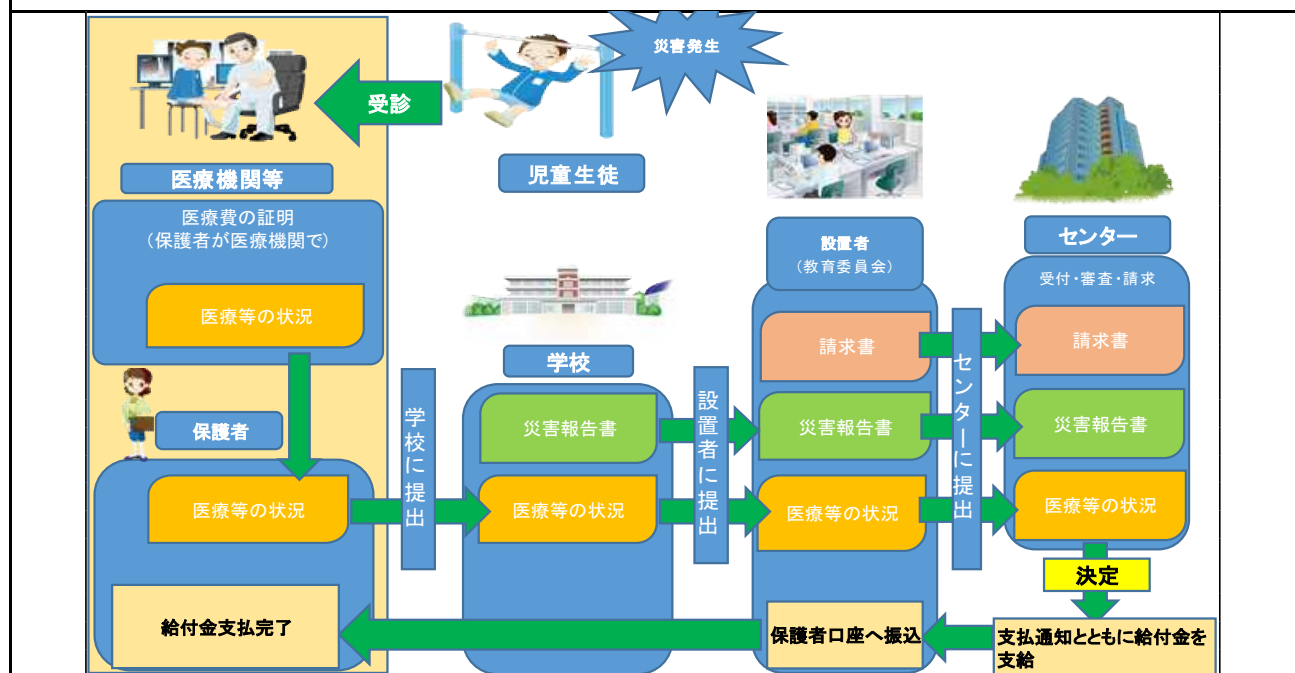 災害発生
受診
医療機関等
児童生徒
医療費の証明
(保護者が医療機関で)
医療等の状況
保護者
医療等の状況
給付金支払完了
学校に提出
学校
災害報告書
医療等の状況
設置者に提出
設置者
(教育委員会)
請求書
災害報告書
医療等の状況
保護者口座へ振込
センターに提出
センター
受付・審査・請求
請求書
災害報告書
医療等の状況
決定
支払通知とともに給付金を
支給